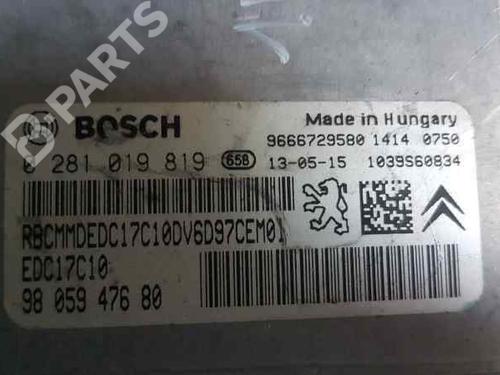 B-PARTS
BOSCH
Made in Hungary
9666729580 1414 0750
0 281 019 819 658 13-05-15 1039S60834
RBCMMDEDC17C10DV6D97CEM01
EDC17C10
98 059 476 80